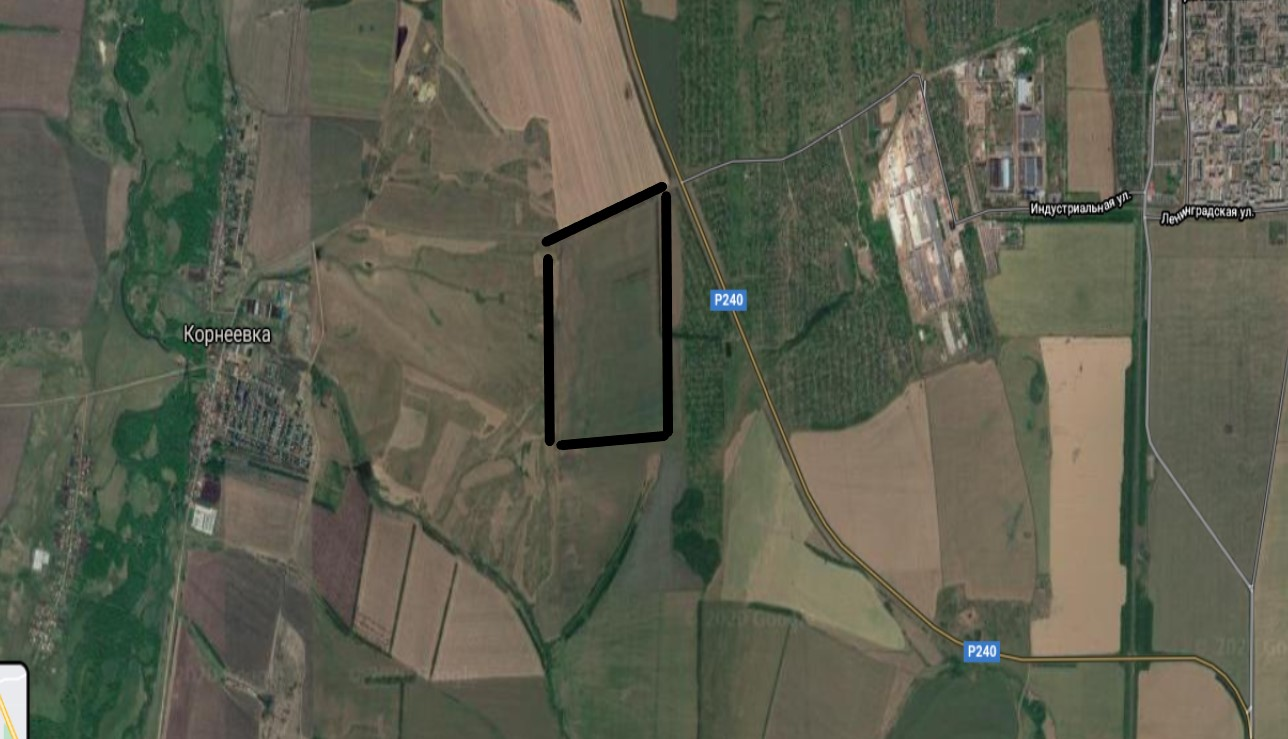 Индустриальная ул.
Ленинградская ул.
Р240
Корнеевка
Р240